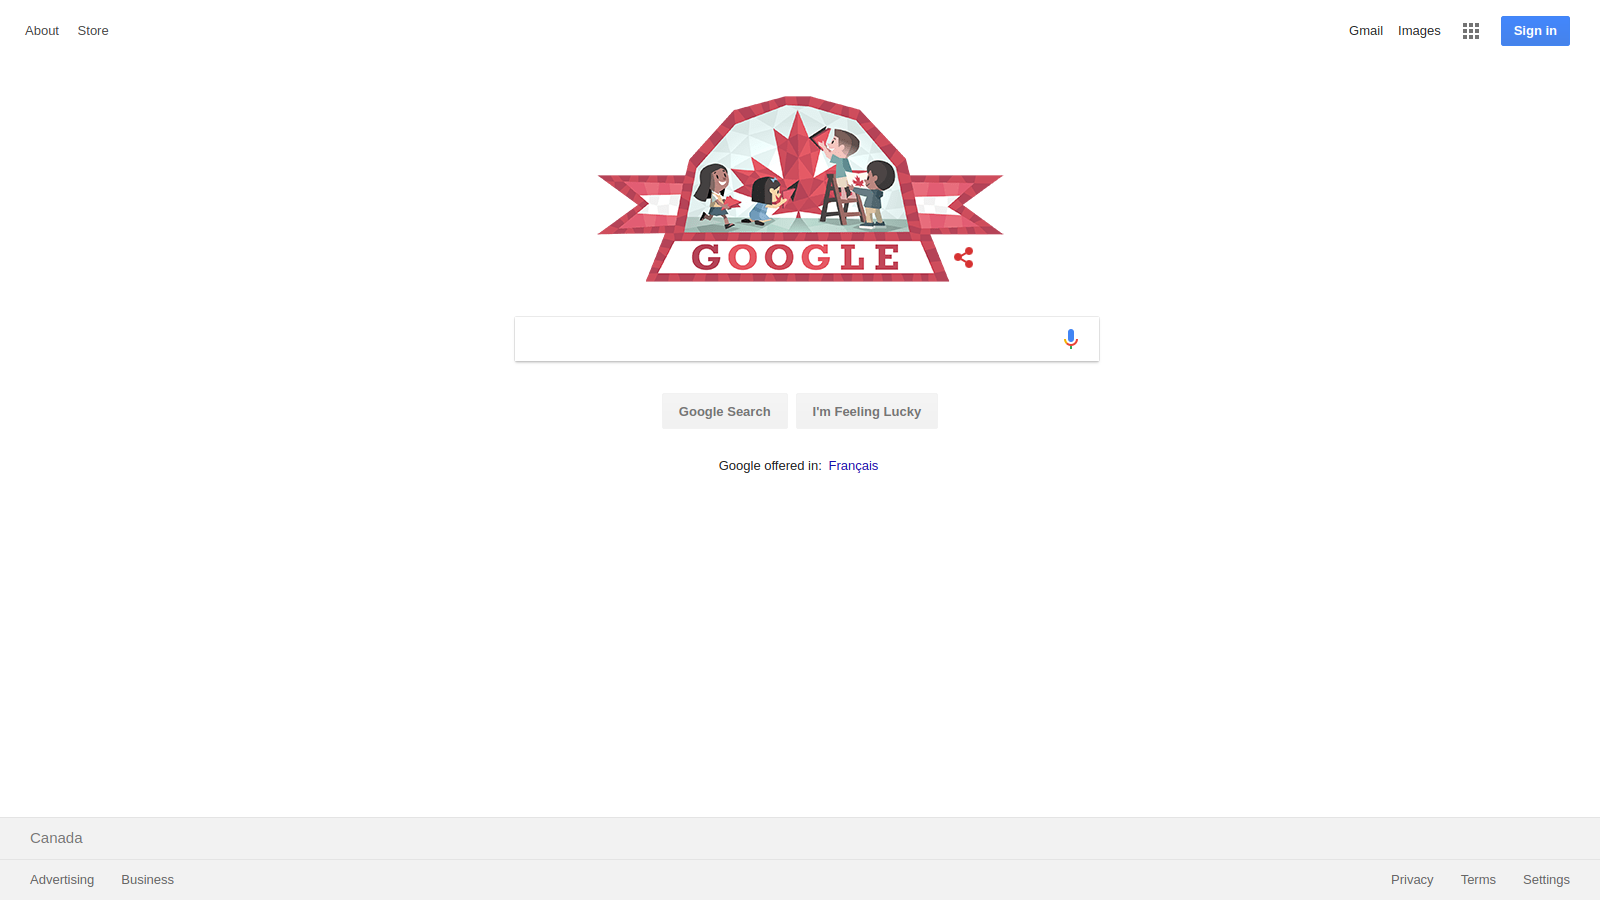 About Store
Gmail Images Sign in
GOOGLE
Google Search I'm Feeling Lucky
Google offered in: Français
Canada
Advertising Business
Privacy Terms Settings